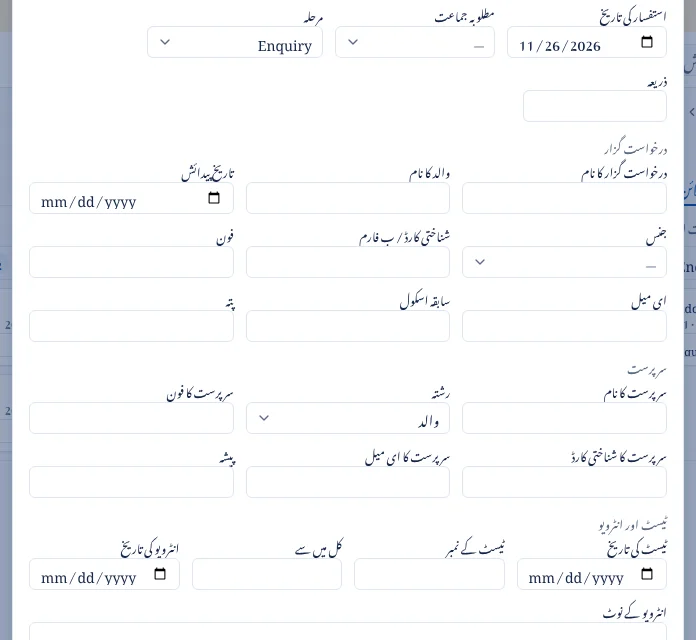 استفسار کی تاریخ مطلوبہ جماعت مرحلہ
11/26/2026 — Enquiry
ذریعہ
درخواست گزار
درخواست گزار کا نام والد کا نام تاریخ پیدائش
mm/dd/yyyy
جنس شناختی کارڈ / ب فارم فون
—
ای میل سابقہ اسکول پتہ
سرپرست
سرپرست کا نام رشتہ سرپرست کا فون
والد
سرپرست کا شناختی کارڈ سرپرست کا ای میل پیشہ
ٹیسٹ اور انٹرویو
ٹیسٹ کی تاریخ ٹیسٹ کے نمبر کل میں سے انٹرویو کی تاریخ
mm/dd/yyyy mm/dd/yyyy
انٹرویو کے نوٹ